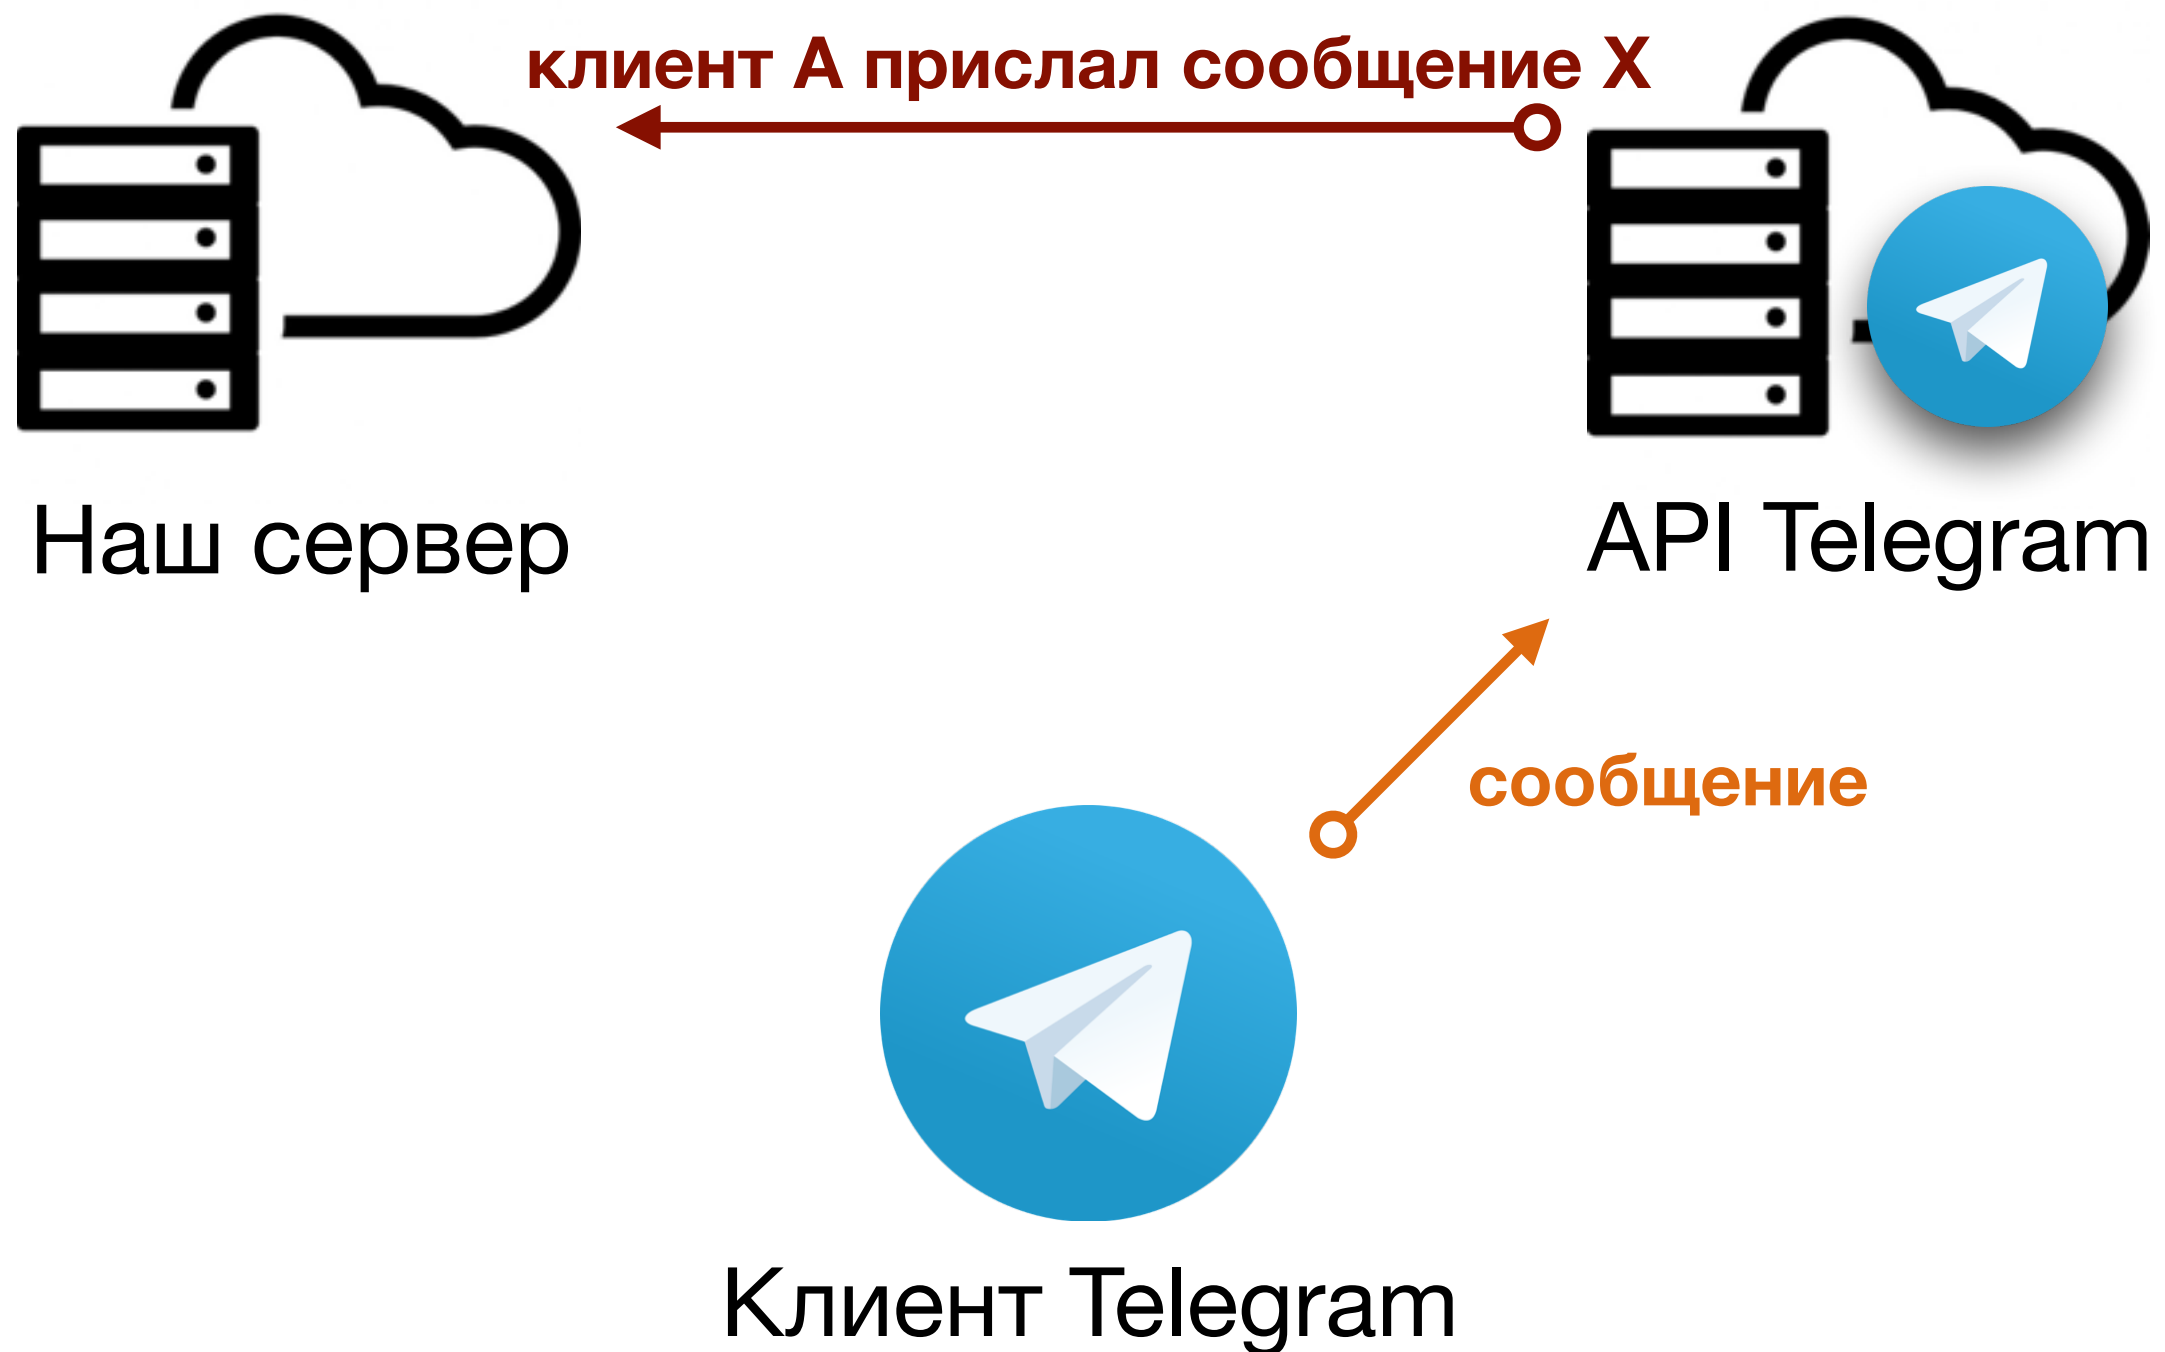 клиент А прислал сообщение X
Наш сервер
API Telegram
сообщение
Клиент Telegram